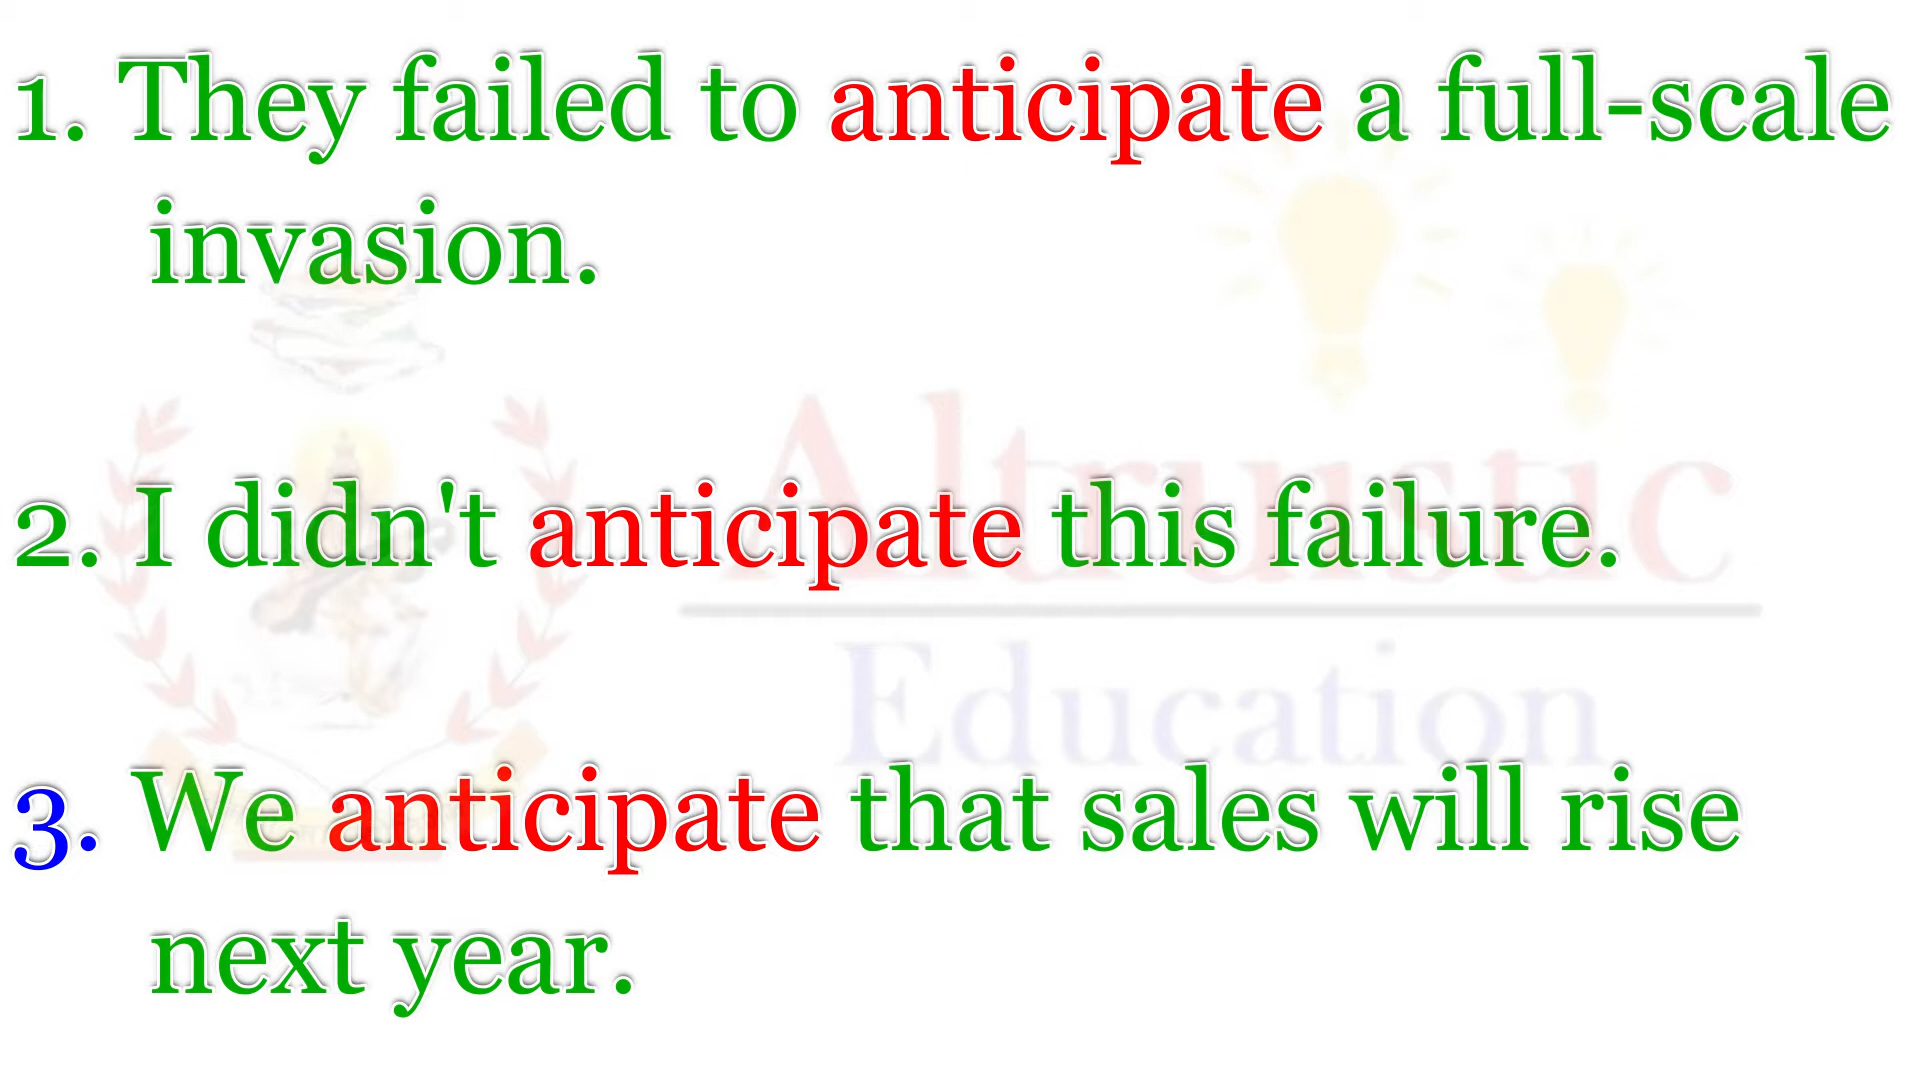 1. They failed to anticipate a full-scale
invasion.
Altruistic
2. I didn't anticipate this failure.
Education
3. We anticipate that sales will rise
next year.